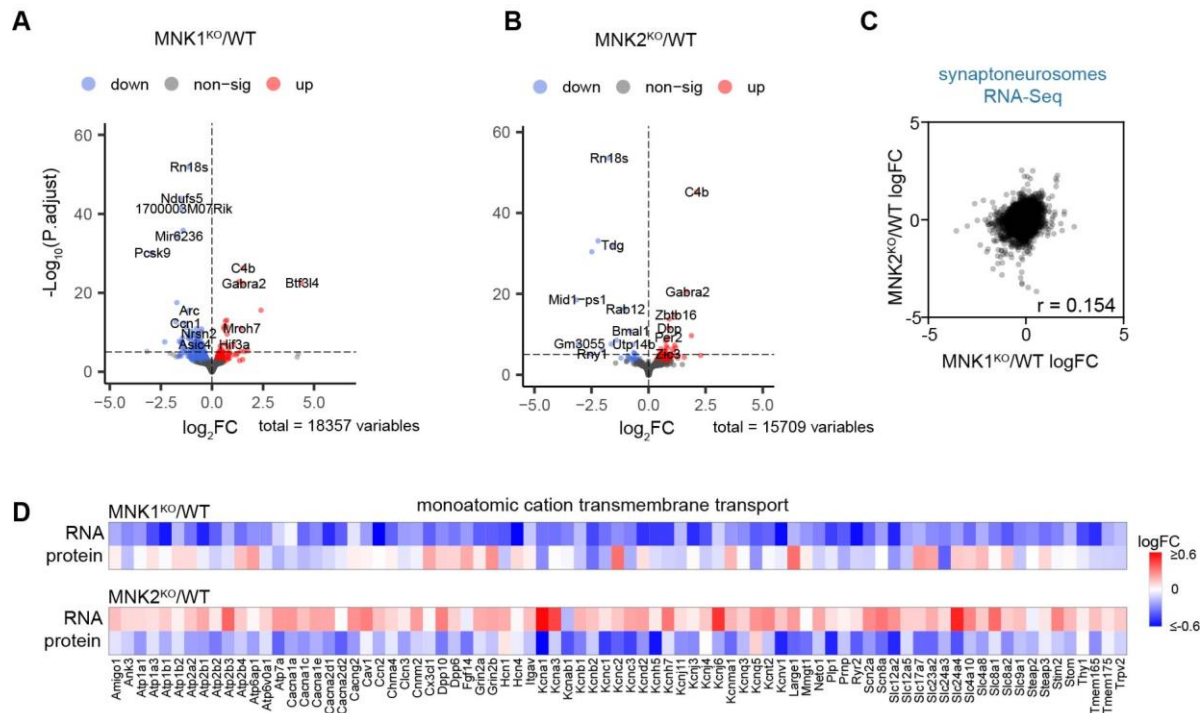 A
MNK1KO/WT
down non-sig up
-Log10(P.adjust)
60
40
20
0
Rn18s
Ndufs5
1700003M07Rik
Mir6236
Pcsk9
C4b
Gabra2
Btf3l4
Arc
Ccn1
Nrsn2
Mroh7
Asic4
Hif3a
-5.0 -2.5 0.0 2.5 5.0
log2FC
total = 18357 variables
B
MNK2KO/WT
down non-sig up
60
40
20
0
Rn18s
C4b
Tdg
Mid1-ps1
Gabra2
Rab12
Zbtb16
Bmal1
Dbp
Per2
Gm3055
Utp14b
Rny1
Zic3
-5.0 -2.5 0.0 2.5 5.0
log2FC
total = 15709 variables
C
synaptoneurosomes
RNA-Seq
MNK2KO/WT logFC
5
0
-5
r = 0.154
-5 0 5
MNK1KO/WT logFC
D
MNK1KO/WT
monoatomic cation transmembrane transport
RNA
protein
MNK2KO/WT
RNA
protein
logFC
≥0.6
0
≤-0.6
Amigo1
Ank3
Atp1a1
Atp1a3
Atp1b1
Atp1b2
Atp2a2
Atp2b1
Atp2b2
Atp2b3
Atp2b4
Atp6ap1
Atp6v0a1
Atp7a
Cacna1a
Cacna1c
Cacna1e
Cacna2d1
Cacna2d2
Cacng2
Cav1
Ccn2
Chrna4
Clcn3
Cnnm2
Cx3cl1
Dpp10
Dpp6
Fgf14
Grin2a
Grin2b
Hcn1
Hcn4
Itgav
Kcna1
Kcna3
Kcnab1
Kcnb1
Kcnb2
Kcnc1
Kcnc2
Kcnc3
Kcnd2
Kcnh5
Kcnh7
Kcnj11
Kcnj3
Kcnj4
Kcnj6
Kcnma1
Kcnq3
Kcnq5
Kcnt2
Kcnv1
Large1
Mmgt1
Neto1
Plp1
Prnp
Ryr2
Scn2a
Scn8a
Slc12a2
Slc12a5
Slc17a7
Slc23a2
Slc24a3
Slc24a4
Slc4a10
Slc4a8
Slc8a1
Slc8a2
Slc9a1
Steap2
Steap3
Stim2
Stom
Thy1
Tmem165
Tmem175
Trpv2